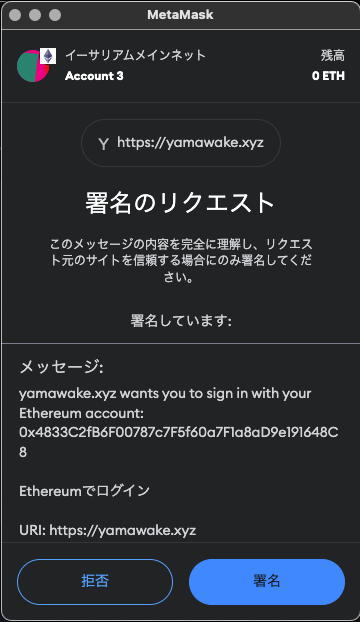 MetaMask
イーサリアムメインネット
残高
Account 3
0 ETH
Y https://yamawake.xyz
署名のリクエスト
このメッセージの内容を完全に理解し、リクエス
ト元のサイトを信頼する場合にのみ署名してくだ
さい。
署名しています:
メッセージ:
yamawake.xyz wants you to sign in with your
Ethereum account:
0x4833C2fB6F00787c7F5f60a7F1a8aD9e191648C
8
Ethereumでログイン
URI: https://yamawake.xyz
拒否
署名